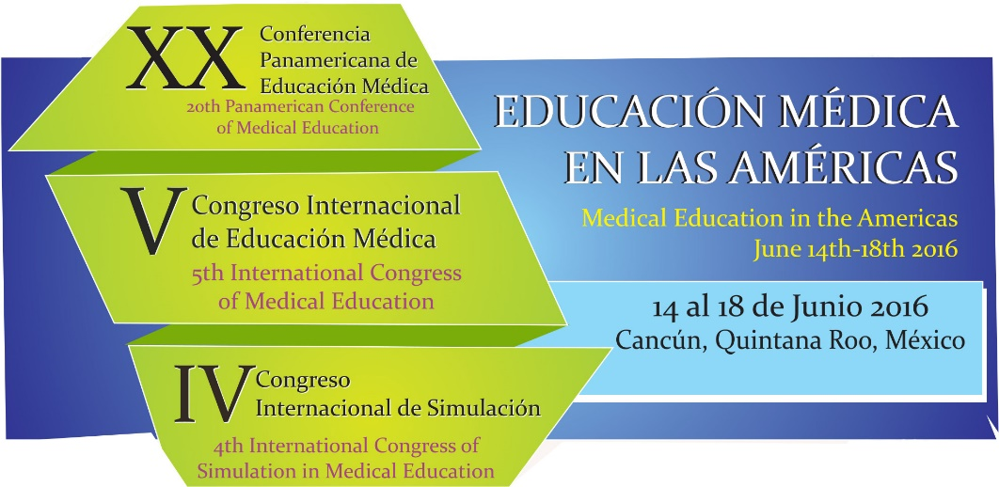 XX
Conferencia
Panamericana de
Educación Médica
20th Panamerican Conference
of Medical Education
V
Congreso Internacional
de Educación Médica
5th International Congress
of Medical Education
IV
Congreso
Internacional de Simulación
4th International Congress of
Simulation in Medical Education
EDUCACIÓN MÉDICA
EN LAS AMÉRICAS
Medical Education in the Americas
June 14th-18th 2016
14 al 18 de Junio 2016
Cancún, Quintana Roo, México